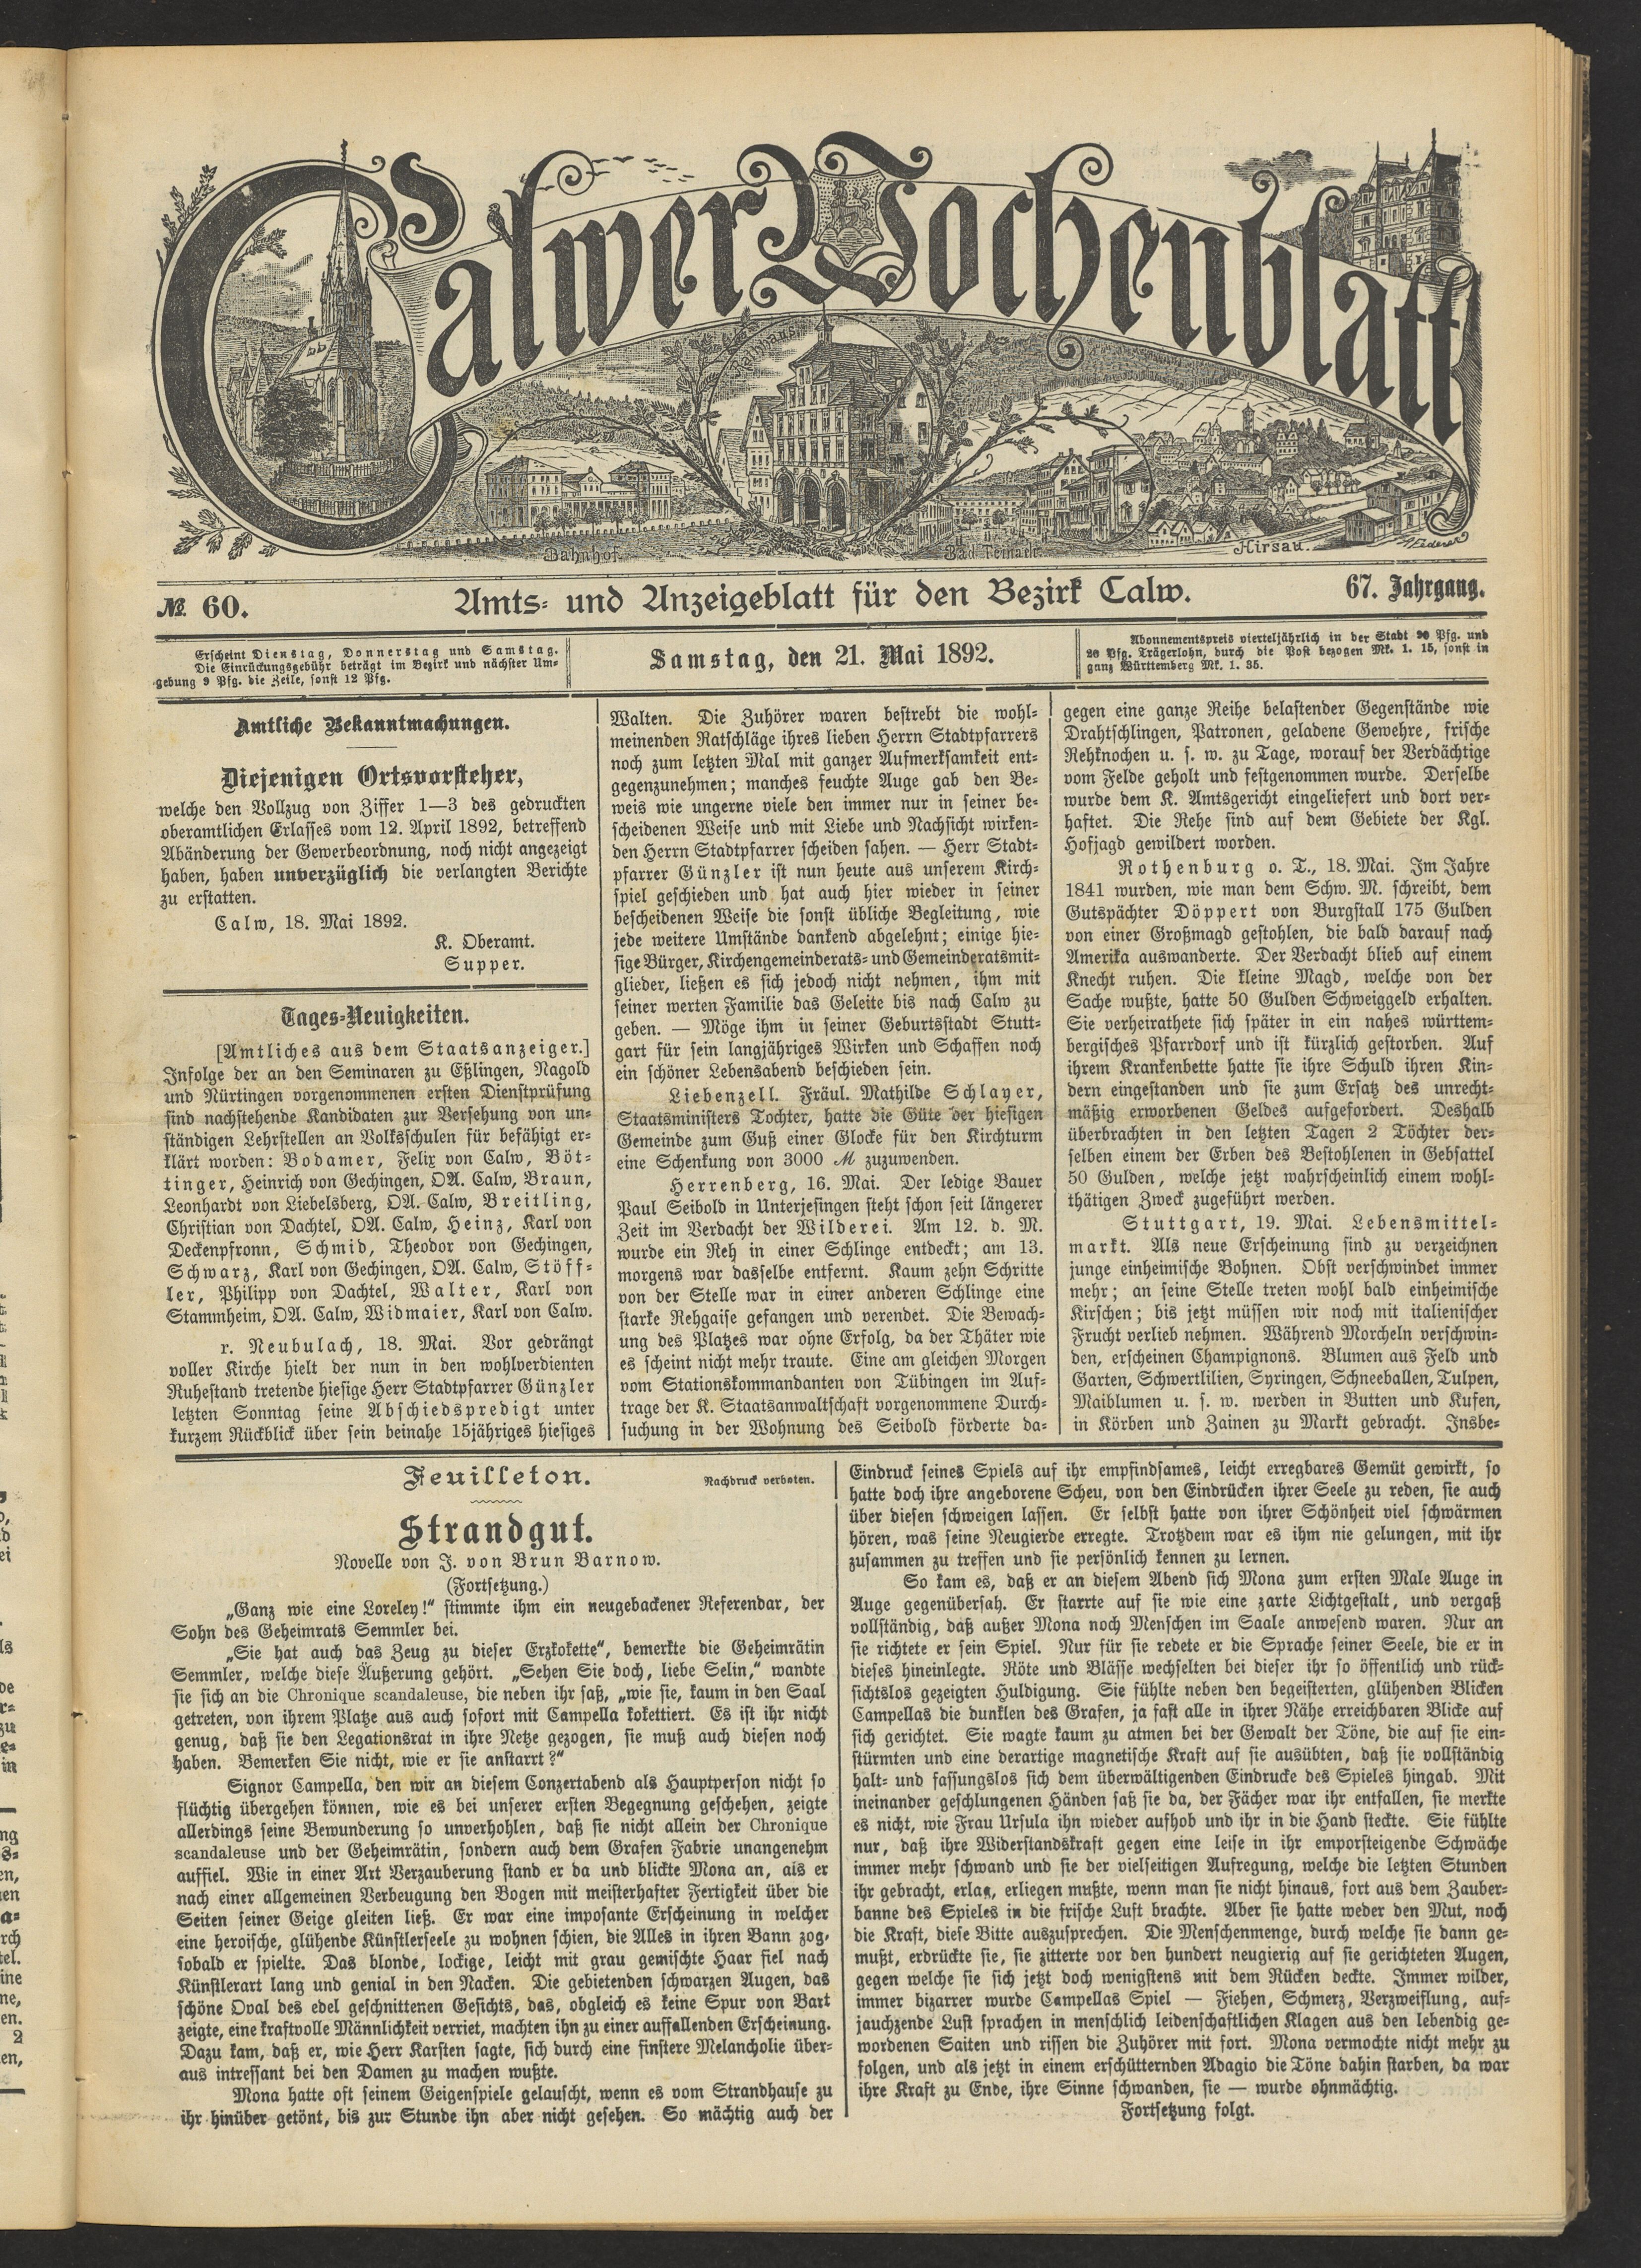 Calwer Wochenblatt
Rathhaus
Bahnhof.
Bad Teinach.
Hirsau.
№ 60.
Amts- und Anzeigeblatt für den Bezirk Calw.
67. Jahrgang.
Erscheint Dienstag, Donnerstag und Samstag.
Die Einrückungsgebühr beträgt im Bezirk und nächster Um-
gebung 9 Pfg. die Zeile, sonst 12 Pfg.
Samstag, den 21. Mai 1892.
Abonnementspreis vierteljährlich in der Stadt 90 Pfg. und
20 Pfg. Trägerlohn, durch die Post bezogen Mk. 1. 15, sonst in
ganz Württemberg Mk. 1. 35.
Amtliche Bekanntmachungen.
Diejenigen Ortsvorsteher,
welche den Vollzug von Ziffer 1—3 des gedruckten
oberamtlichen Erlasses vom 12. April 1892, betreffend
Abänderung der Gewerbeordnung, noch nicht angezeigt
haben, haben unverzüglich die verlangten Berichte
zu erstatten.
Calw, 18. Mai 1892.
K. Oberamt.
Supper.
Tages-Neuigkeiten.
[Amtliches aus dem Staatsanzeiger.]
Infolge der an den Seminaren zu Eßlingen, Nagold
und Nürtingen vorgenommenen ersten Dienstprüfung
sind nachstehende Kandidaten zur Versehung von un-
ständigen Lehrstellen an Volksschulen für befähigt er-
klärt worden: Bodamer, Felix von Calw, Böt-
tinger, Heinrich von Gechingen, OA. Calw, Braun,
Leonhardt von Liebelsberg, OA. Calw, Breitling,
Christian von Dachtel, OA. Calw, Heinz, Karl von
Deckenpfronn, Schmid, Theodor von Gechingen,
Schwarz, Karl von Gechingen, OA. Calw, Stöff-
ler, Philipp von Dachtel, Walter, Karl von
Stammheim, OA. Calw, Widmaier, Karl von Calw.
r. Neubulach, 18. Mai. Vor gedrängt
voller Kirche hielt der nun in den wohlverdienten
Ruhestand tretende hiesige Herr Stadtpfarrer Günzler
letzten Sonntag seine Abschiedspredigt unter
kurzem Rückblick über sein beinahe 15jähriges hiesiges
Walten. Die Zuhörer waren bestrebt die wohl-
meinenden Ratschläge ihres lieben Herrn Stadtpfarrers
noch zum letzten Mal mit ganzer Aufmerksamkeit ent-
gegenzunehmen; manches feuchte Auge gab den Be-
weis wie ungerne viele den immer nur in seiner be-
scheidenen Weise und mit Liebe und Nachsicht wirken-
den Herrn Stadtpfarrer scheiden sahen. — Herr Stadt-
pfarrer Günzler ist nun heute aus unserem Kirch-
spiel geschieden und hat auch hier wieder in seiner
bescheidenen Weise die sonst übliche Begleitung, wie
jede weitere Umstände dankend abgelehnt; einige hie-
sige Bürger, Kirchengemeinderats- und Gemeinderatsmit-
glieder, ließen es sich jedoch nicht nehmen, ihm mit
seiner werten Familie das Geleite bis nach Calw zu
geben. — Möge ihm in seiner Geburtsstadt Stutt-
gart für sein langjähriges Wirken und Schaffen noch
ein schöner Lebensabend beschieden sein.
Liebenzell. Fräul. Mathilde Schlayer,
Staatsministers Tochter, hatte die Güte der hiesigen
Gemeinde zum Guß einer Glocke für den Kirchturm
eine Schenkung von 3000 ℳ zuzuwenden.
Herrenberg, 16. Mai. Der ledige Bauer
Paul Seibold in Unterjesingen steht schon seit längerer
Zeit im Verdacht der Wilderei. Am 12. d. M.
wurde ein Reh in einer Schlinge entdeckt; am 13.
morgens war dasselbe entfernt. Kaum zehn Schritte
von der Stelle war in einer anderen Schlinge eine
starke Rehgaise gefangen und verendet. Die Bewach-
ung des Platzes war ohne Erfolg, da der Thäter wie
es scheint nicht mehr traute. Eine am gleichen Morgen
vom Stationskommandanten von Tübingen im Auf-
trage der K. Staatsanwaltschaft vorgenommene Durch-
suchung in der Wohnung des Seibold förderte da-
gegen eine ganze Reihe belastender Gegenstände wie
Drahtschlingen, Patronen, geladene Gewehre, frische
Rehknochen u. s. w. zu Tage, worauf der Verdächtige
vom Felde geholt und festgenommen wurde. Derselbe
wurde dem K. Amtsgericht eingeliefert und dort ver-
haftet. Die Rehe sind auf dem Gebiete der Kgl.
Hofjagd gewildert worden.
Rothenburg o. T., 18. Mai. Im Jahre
1841 wurden, wie man dem Schw. M. schreibt, dem
Gutspächter Döppert von Burgstall 175 Gulden
von einer Großmagd gestohlen, die bald darauf nach
Amerika auswanderte. Der Verdacht blieb auf einem
Knecht ruhen. Die kleine Magd, welche von der
Sache wußte, hatte 50 Gulden Schweiggeld erhalten.
Sie verheirathete sich später in ein nahes württem-
bergisches Pfarrdorf und ist kürzlich gestorben. Auf
ihrem Krankenbette hatte sie ihre Schuld ihren Kin-
dern eingestanden und sie zum Ersatz des unrecht-
mäßig erworbenen Geldes aufgefordert. Deshalb
überbrachten in den letzten Tagen 2 Töchter der-
selben einem der Erben des Bestohlenen in Gebsattel
50 Gulden, welche jetzt wahrscheinlich einem wohl-
thätigen Zweck zugeführt werden.
Stuttgart, 19. Mai. Lebensmittel-
markt. Als neue Erscheinung sind zu verzeichnen
junge einheimische Bohnen. Obst verschwindet immer
mehr; an seine Stelle treten wohl bald einheimische
Kirschen; bis jetzt müssen wir noch mit italienischer
Frucht verlieb nehmen. Während Morcheln verschwin-
den, erscheinen Champignons. Blumen aus Feld und
Garten, Schwertlilien, Syringen, Schneeballen, Tulpen,
Maiblumen u. s. w. werden in Butten und Kufen,
in Körben und Zainen zu Markt gebracht. Insbe-
Feuilleton.
Nachdruck verboten.
Strandgut.
Novelle von J. von Brun Barnow.
(Fortsetzung.)
„Ganz wie eine Loreley!“ stimmte ihm ein neugebackener Referendar, der
Sohn des Geheimrats Semmler bei.
„Sie hat auch das Zeug zu dieser Erzkokette“, bemerkte die Geheimrätin
Semmler, welche diese Äußerung gehört. „Sehen Sie doch, liebe Selin,“ wandte
sie sich an die Chronique scandaleuse, die neben ihr saß, „wie sie, kaum in den Saal
getreten, von ihrem Platze aus auch sofort mit Campella kokettiert. Es ist ihr nicht
genug, daß sie den Legationsrat in ihre Netze gezogen, sie muß auch diesen noch
haben. Bemerken Sie nicht, wie er sie anstarrt?“
Signor Campella, den wir an diesem Conzertabend als Hauptperson nicht so
flüchtig übergehen können, wie es bei unserer ersten Begegnung geschehen, zeigte
allerdings seine Bewunderung so unverhohlen, daß sie nicht allein der Chronique
scandaleuse und der Geheimrätin, sondern auch dem Grafen Fabrie unangenehm
auffiel. Wie in einer Art Verzauberung stand er da und blickte Mona an, als er
nach einer allgemeinen Verbeugung den Bogen mit meisterhafter Fertigkeit über die
Seiten seiner Geige gleiten ließ. Er war eine imposante Erscheinung in welcher
eine heroische, glühende Künstlerseele zu wohnen schien, die Alles in ihren Bann zog,
sobald er spielte. Das blonde, lockige, leicht mit grau gemischte Haar fiel nach
Künstlerart lang und genial in den Nacken. Die gebietenden schwarzen Augen, das
schöne Oval des edel geschnittenen Gesichts, das, obgleich es keine Spur von Bart
zeigte, eine kraftvolle Männlichkeit verriet, machten ihn zu einer auffallenden Erscheinung.
Dazu kam, daß er, wie Herr Karsten sagte, sich durch eine finstere Melancholie über-
aus intressant bei den Damen zu machen wußte.
Mona hatte oft seinem Geigenspiele gelauscht, wenn es vom Strandhause zu
ihr hinüber getönt, bis zur Stunde ihn aber nicht gesehen. So mächtig auch der
Eindruck seines Spiels auf ihr empfindsames, leicht erregbares Gemüt gewirkt, so
hatte doch ihre angeborene Scheu, von den Eindrücken ihrer Seele zu reden, sie auch
über diesen schweigen lassen. Er selbst hatte von ihrer Schönheit viel schwärmen
hören, was seine Neugierde erregte. Trotzdem war es ihm nie gelungen, mit ihr
zusammen zu treffen und sie persönlich kennen zu lernen.
So kam es, daß er an diesem Abend sich Mona zum ersten Male Auge in
Auge gegenübersah. Er starrte auf sie wie eine zarte Lichtgestalt, und vergaß
vollständig, daß außer Mona noch Menschen im Saale anwesend waren. Nur an
sie richtete er sein Spiel. Nur für sie redete er die Sprache seiner Seele, die er in
dieses hineinlegte. Röte und Blässe wechselten bei dieser ihr so öffentlich und rück-
sichtslos gezeigten Huldigung. Sie fühlte neben den begeisterten, glühenden Blicken
Campellas die dunklen des Grafen, ja fast alle in ihrer Nähe erreichbaren Blicke auf
sich gerichtet. Sie wagte kaum zu atmen bei der Gewalt der Töne, die auf sie ein-
stürmten und eine derartige magnetische Kraft auf sie ausübten, daß sie vollständig
halt- und fassungslos sich dem überwältigenden Eindrucke des Spieles hingab. Mit
ineinander geschlungenen Händen saß sie da, der Fächer war ihr entfallen, sie merkte
es nicht, wie Frau Ursula ihn wieder aufhob und ihr in die Hand steckte. Sie fühlte
nur, daß ihre Widerstandskraft gegen eine leise in ihr emporsteigende Schwäche
immer mehr schwand und sie der vielseitigen Aufregung, welche die letzten Stunden
ihr gebracht, erlag, erliegen mußte, wenn man sie nicht hinaus, fort aus dem Zauber-
banne des Spieles in die frische Luft brachte. Aber sie hatte weder den Mut, noch
die Kraft, diese Bitte auszusprechen. Die Menschenmenge, durch welche sie dann ge-
mußt, erdrückte sie, sie zitterte vor den hundert neugierig auf sie gerichteten Augen,
gegen welche sie sich jetzt doch wenigstens mit dem Rücken deckte. Immer wilder,
immer bizarrer wurde Campellas Spiel — Flehen, Schmerz, Verzweiflung, auf-
jauchzende Lust sprachen in menschlich leidenschaftlichen Klagen aus den lebendig ge-
wordenen Saiten und rissen die Zuhörer mit fort. Mona vermochte nicht mehr zu
folgen, und als jetzt in einem erschütternden Adagio die Töne dahin starben, da war
ihre Kraft zu Ende, ihre Sinne schwanden, sie — wurde ohnmächtig.
Fortsetzung folgt.